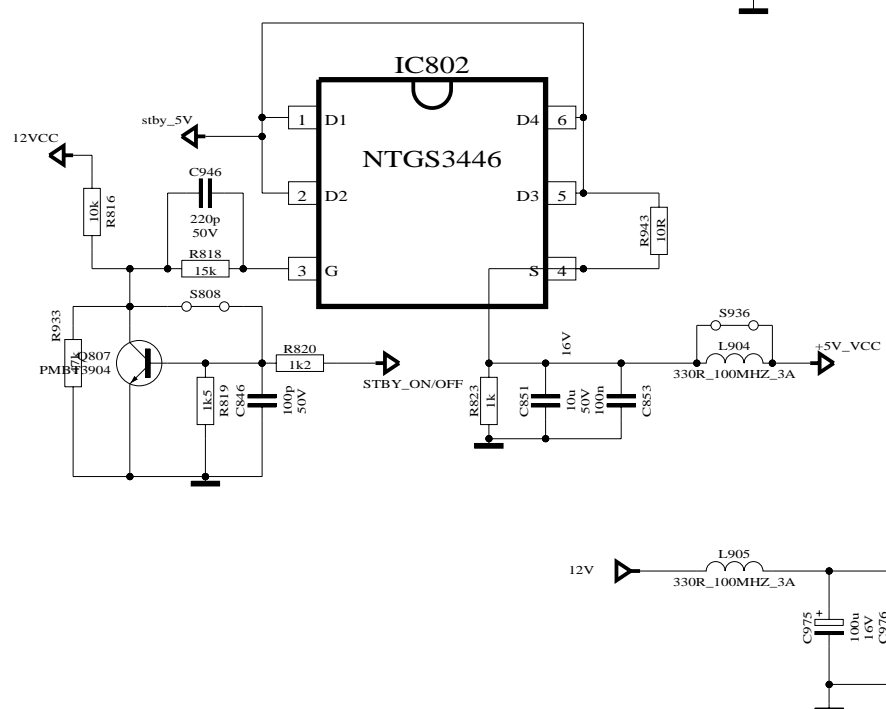 IC802
NTGS3446
1 D1
2 D2
3 G
D4 6
D3 5
S 4
stby_5V
12VCC
10k
R816
C946
220p
50V
R818
15k
S808
R933
Q807
PMBT3904
1k5
R819
C846
100p
50V
R820
1k2
STBY_ON/OFF
R943
10R
16V
R823
1k
C851
10u
50V
100n
C853
S936
L904
330R_100MHZ_3A
+5V_VCC
12V
L905
330R_100MHZ_3A
C975
+
100u
16V
C976